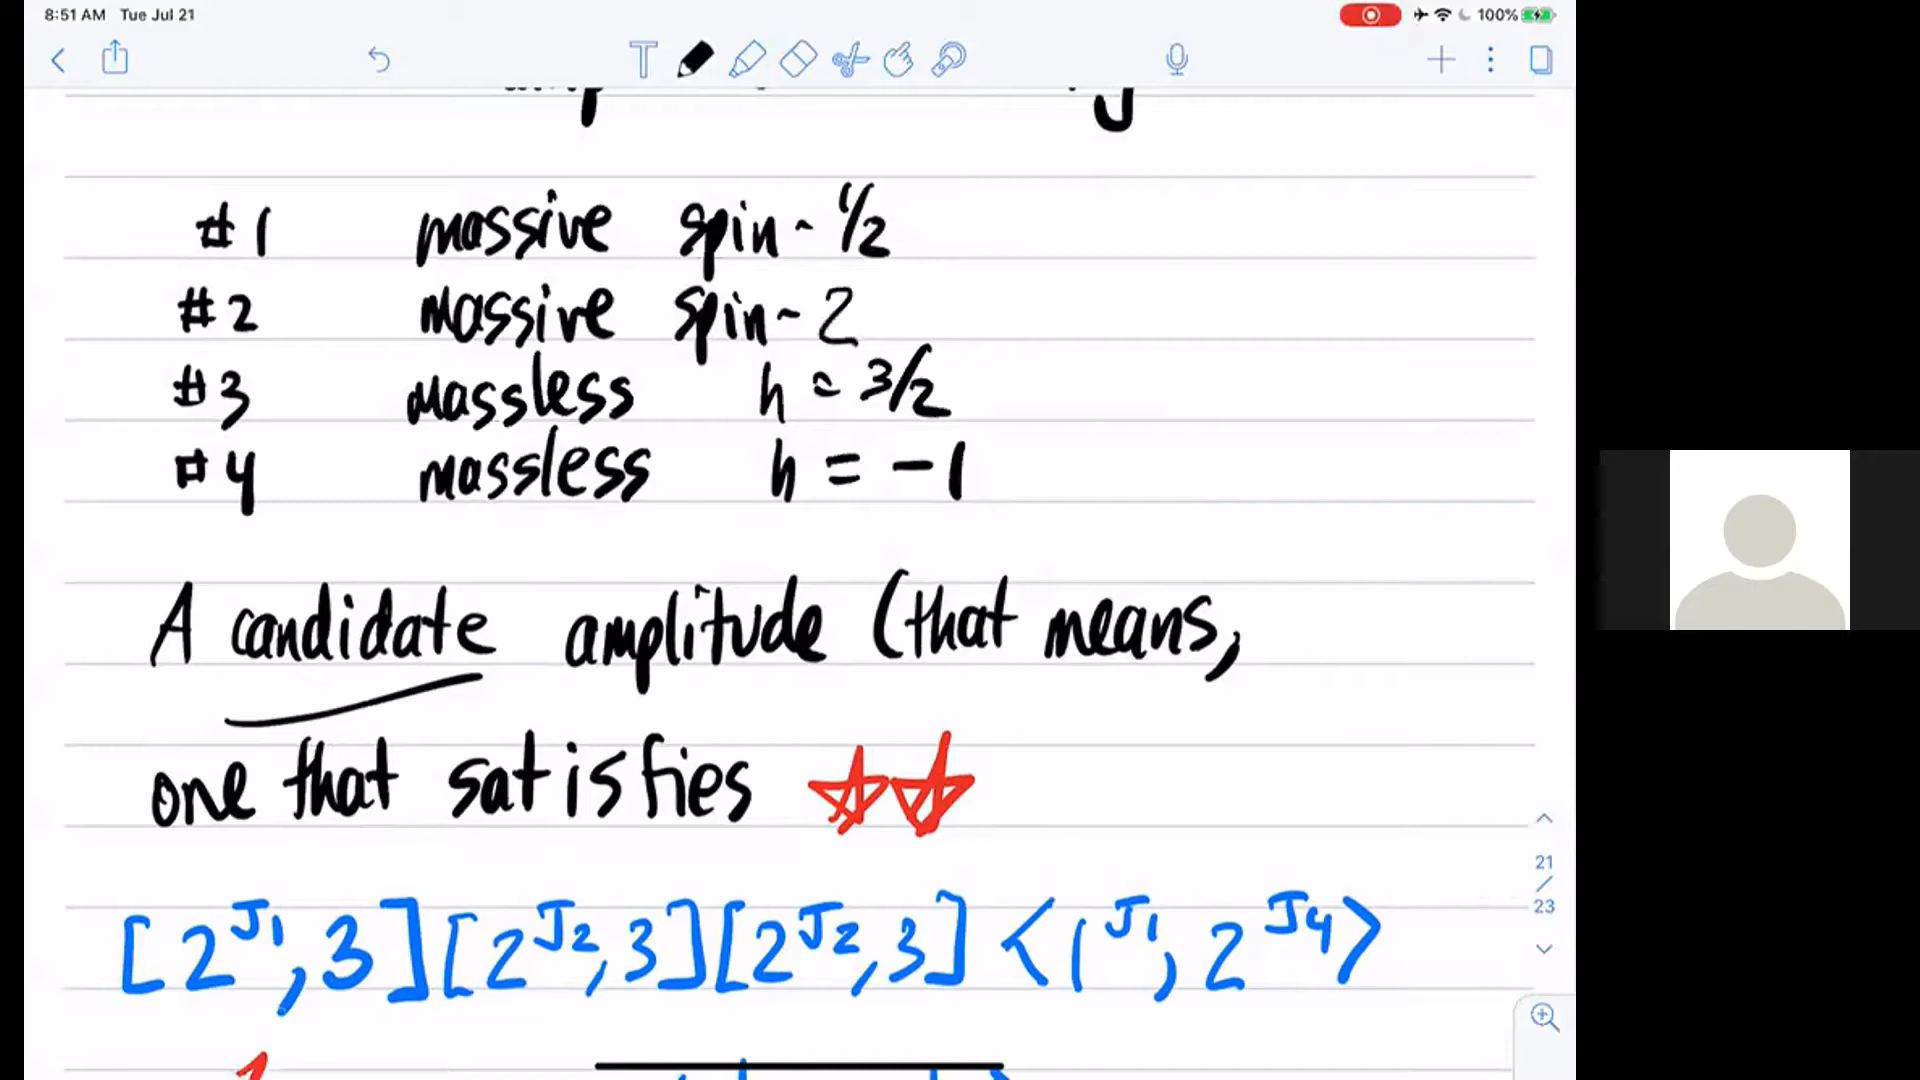 8:51 AM Tue Jul 21
100%
T
#1 massive spin-1/2
#2 massive spin-2
#3 massless h = 3/2
#4 massless h = -1
A candidate amplitude (that means,
one that satisfies ☆☆
[2^J1, 3][2^J2, 3][2^J2, 3]<1^J1, 2^J4>
21
/
23